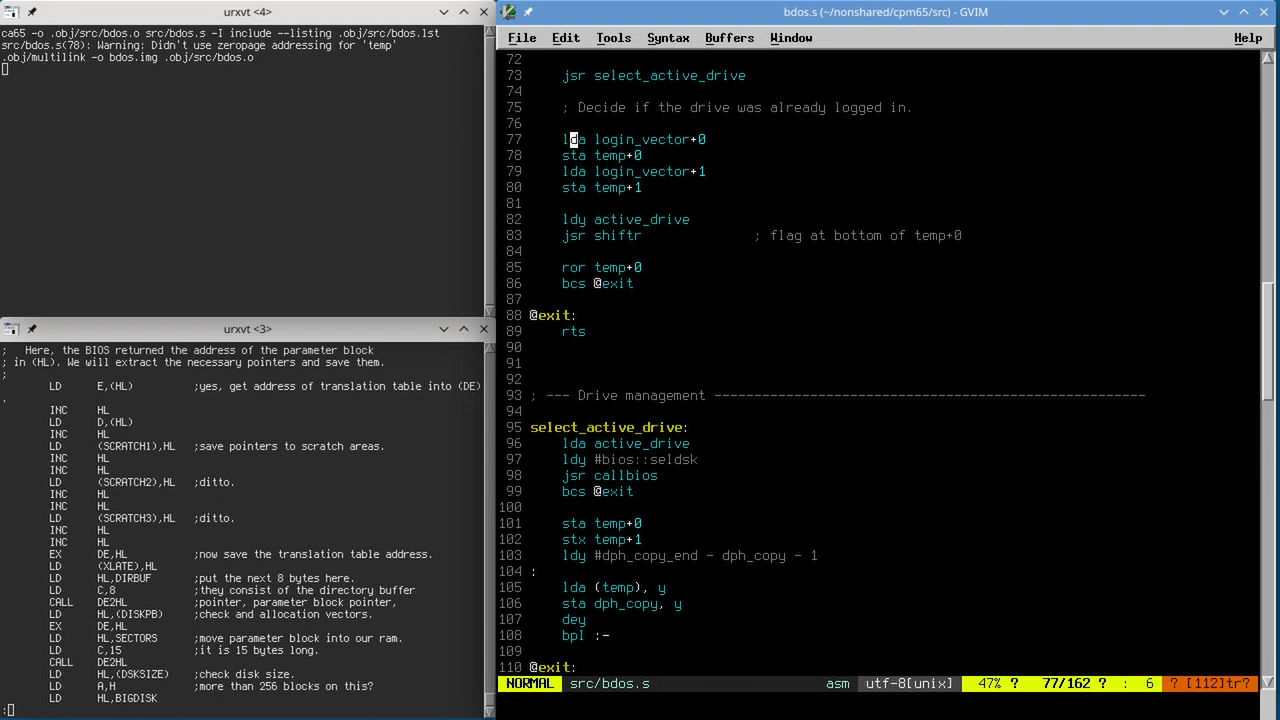 urxvt <4>
ca65 -o .obj/src/bdos.o src/bdos.s -I include --listing .obj/src/bdos.lst
src/bdos.s(78): Warning: Didn't use zeropage addressing for 'temp'
.obj/multilink -o bdos.img .obj/src/bdos.o
urxvt <3>
;   Here, the BIOS returned the address of the parameter block
; in (HL). We will extract the necessary pointers and save them.
;
LD E,(HL) ;yes, get address of translation table into (DE)
.
INC HL
LD D,(HL)
INC HL
LD (SCRATCH1),HL ;save pointers to scratch areas.
INC HL
INC HL
LD (SCRATCH2),HL ;ditto.
INC HL
INC HL
LD (SCRATCH3),HL ;ditto.
INC HL
INC HL
EX DE,HL ;now save the translation table address.
LD (XLATE),HL
LD HL,DIRBUF ;put the next 8 bytes here.
LD C,8 ;they consist of the directory buffer
CALL DE2HL ;pointer, parameter block pointer,
LD HL,(DISKPB) ;check and allocation vectors.
EX DE,HL
LD HL,SECTORS ;move parameter block into our ram.
LD C,15 ;it is 15 bytes long.
CALL DE2HL
LD HL,(DSKSIZE) ;check disk size.
LD A,H ;more than 256 blocks on this?
LD HL,BIGDISK
:
bdos.s (~/nonshared/cpm65/src) - GVIM
File Edit Tools Syntax Buffers Window Help
72
73 jsr select_active_drive
74
75 ; Decide if the drive was already logged in.
76
77 lda login_vector+0
78 sta temp+0
79 lda login_vector+1
80 sta temp+1
81
82 ldy active_drive
83 jsr shiftr ; flag at bottom of temp+0
84
85 ror temp+0
86 bcs @exit
87
88 @exit:
89 rts
90
91
92
93 ; --- Drive management ------------------------------------------------------
94
95 select_active_drive:
96 lda active_drive
97 ldy #bios::seldsk
98 jsr callbios
99 bcs @exit
100
101 sta temp+0
102 stx temp+1
103 ldy #dph_copy_end - dph_copy - 1
104 :
105 lda (temp), y
106 sta dph_copy, y
107 dey
108 bpl :-
109
110 @exit:
NORMAL src/bdos.s asm utf-8[unix] 47% ? 77/162 ? : 6 ? [112]tr?